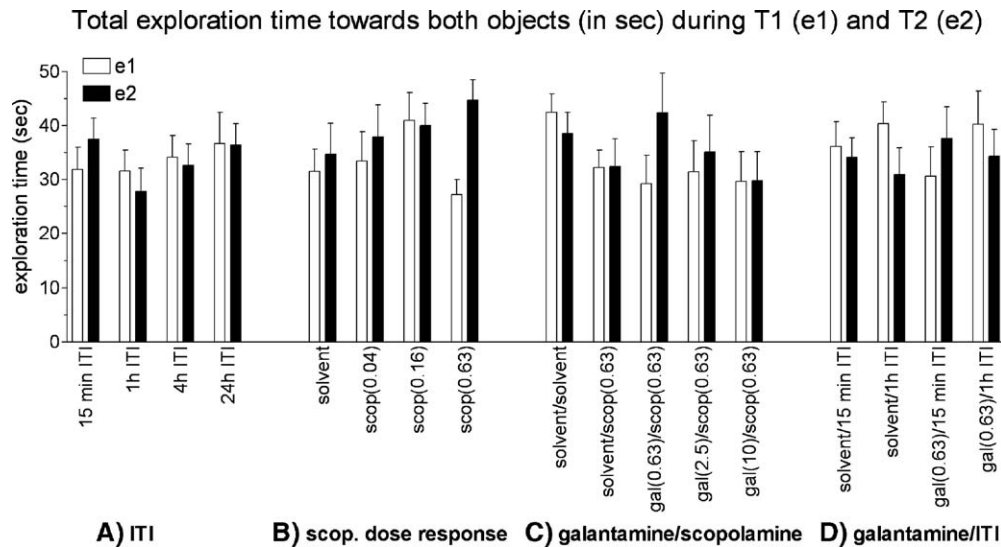 Total exploration time towards both objects (in sec) during T1 (e1) and T2 (e2)
exploration time (sec)
50
40
30
20
10
0
e1
e2
15 min ITI
1h ITI
4h ITI
24h ITI
solvent
scop(0.04)
scop(0.16)
scop(0.63)
solvent/solvent
solvent/scop(0.63)
gal(0.63)/scop(0.63)
gal(2.5)/scop(0.63)
gal(10)/scop(0.63)
solvent/15 min ITI
solvent/1h ITI
gal(0.63)/15 min ITI
gal(0.63)/1h ITI
A) ITI
B) scop. dose response
C) galantamine/scopolamine
D) galantamine/ITI